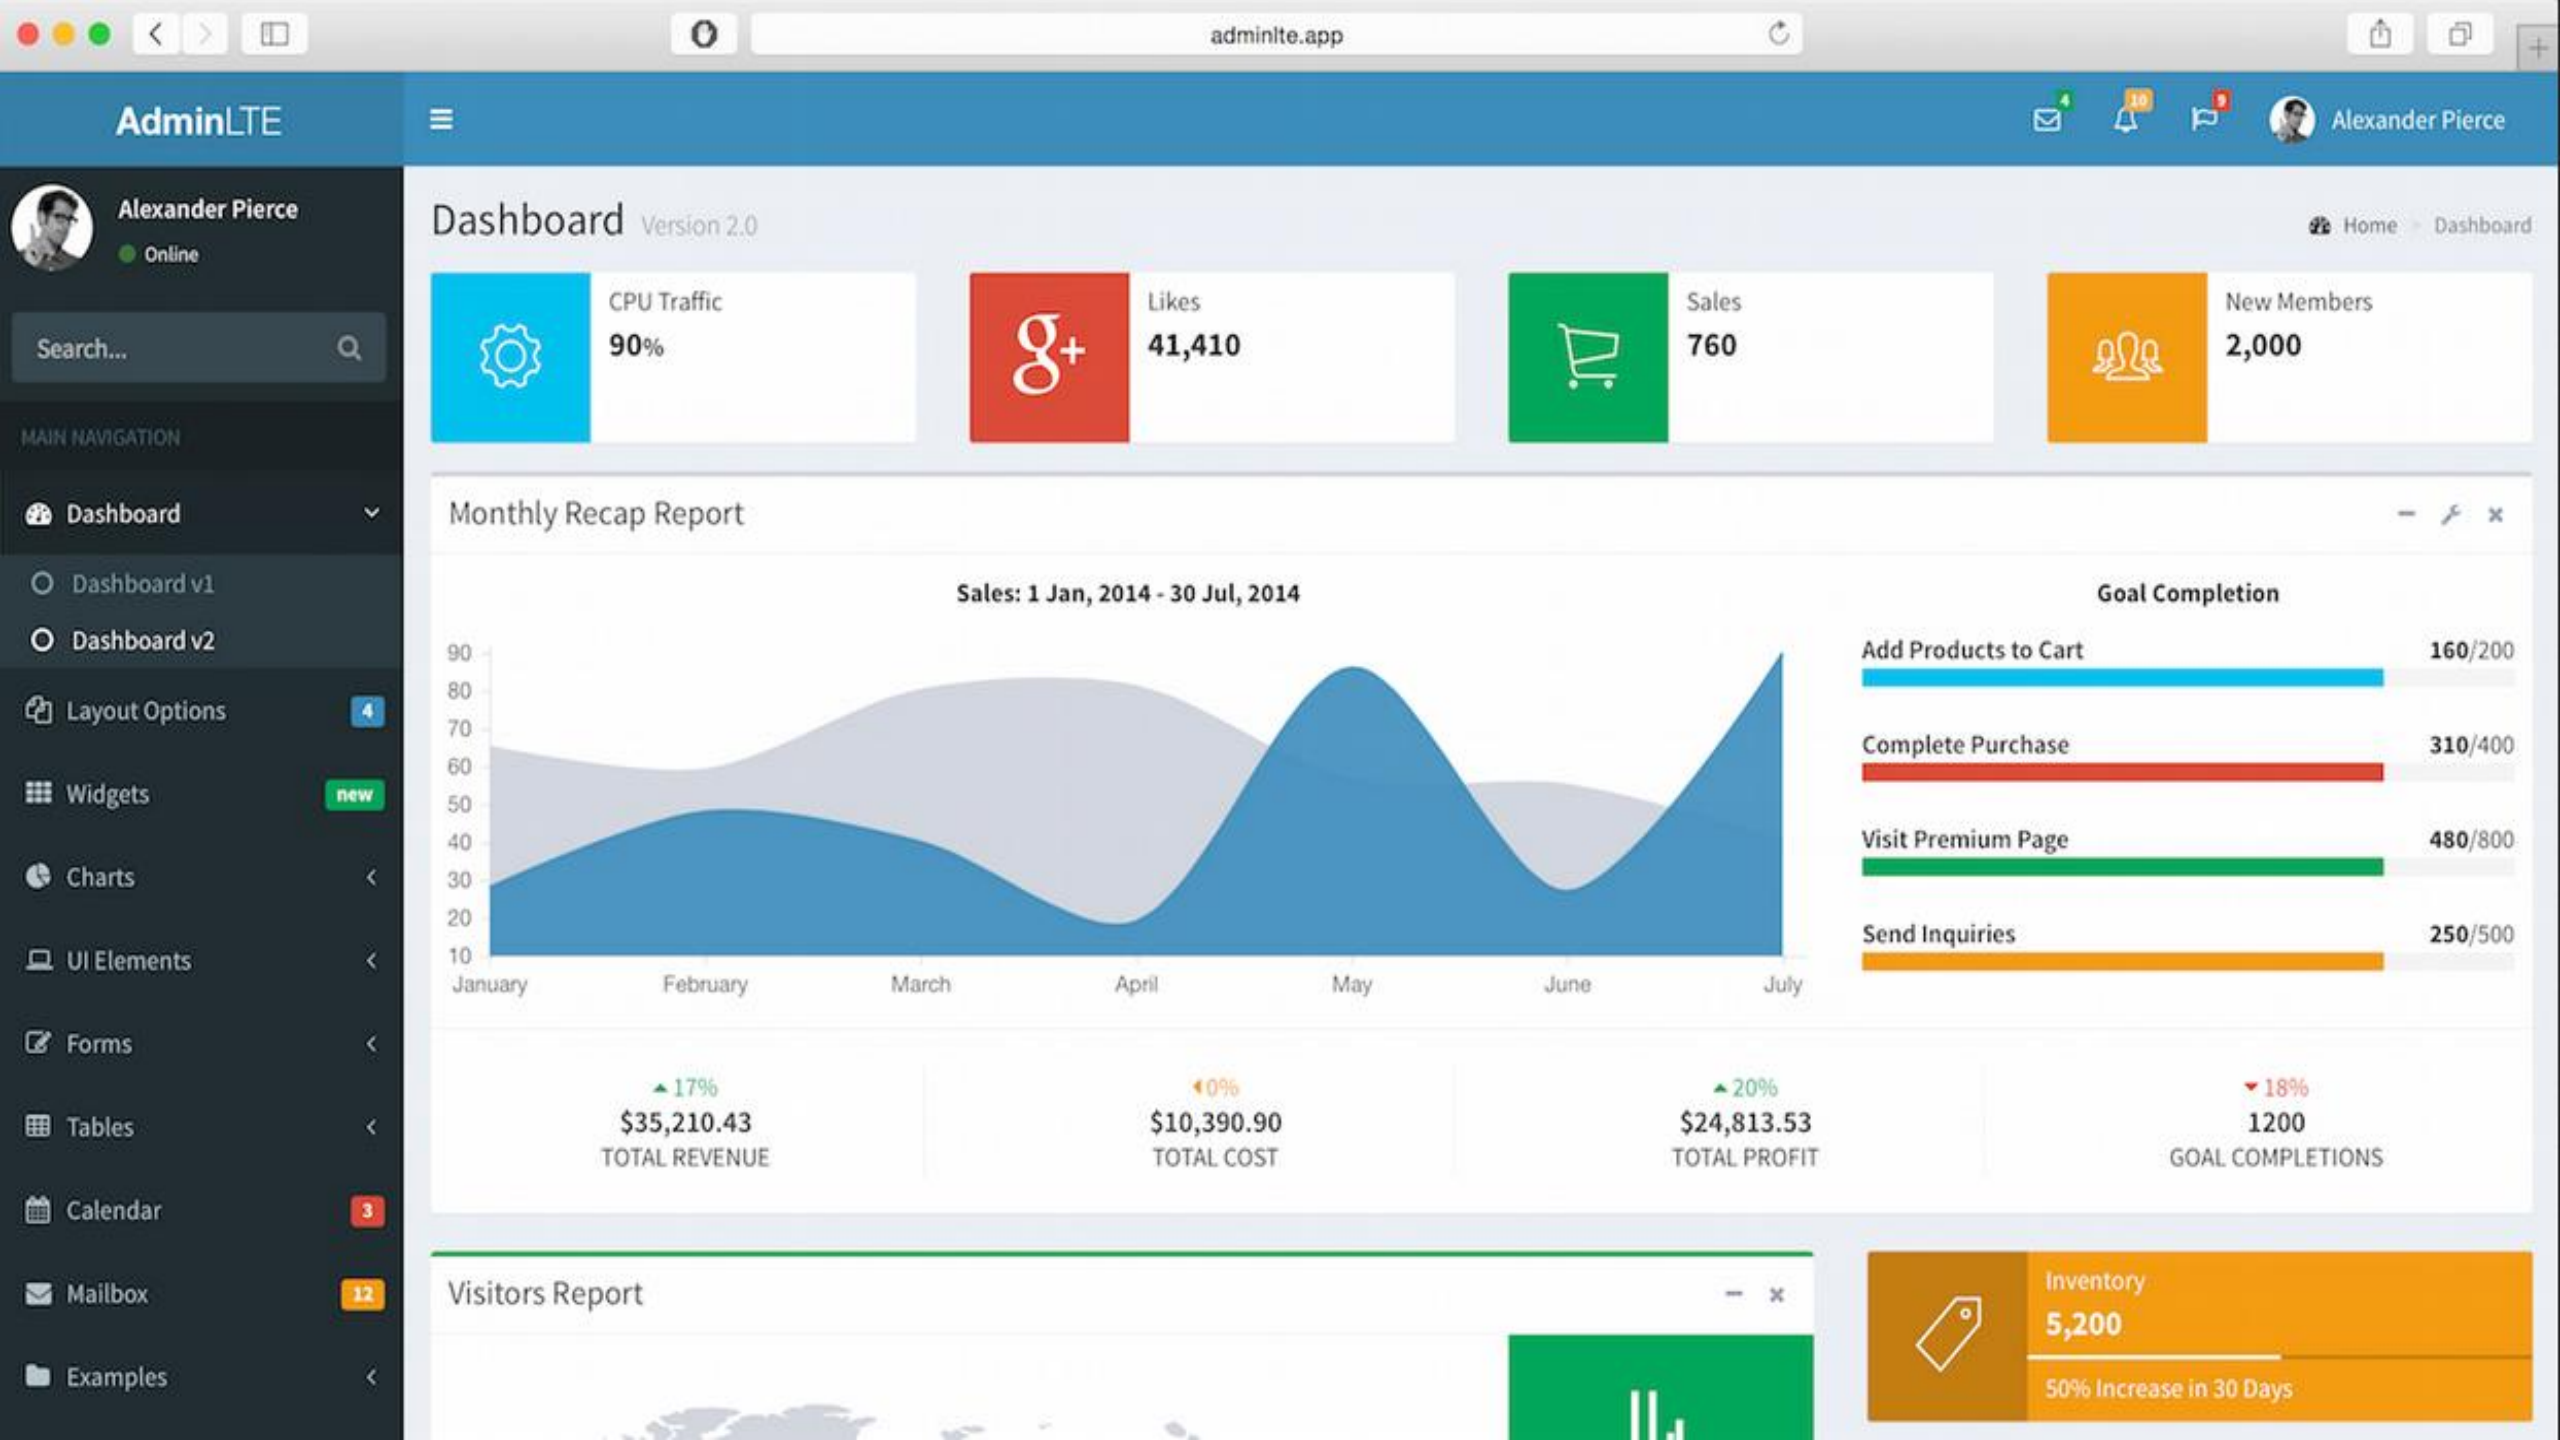 adminlte.app
AdminLTE
4
10
9
Alexander Pierce
Alexander Pierce
Online
Search...
MAIN NAVIGATION
Dashboard
Dashboard v1
Dashboard v2
Layout Options 4
Widgets new
Charts
UI Elements
Forms
Tables
Calendar 3
Mailbox 12
Examples
Dashboard Version 2.0
Home Dashboard
CPU Traffic
90%
g+
Likes
41,410
Sales
760
New Members
2,000
Monthly Recap Report
Sales: 1 Jan, 2014 - 30 Jul, 2014
90
80
70
60
50
40
30
20
10
January February March April May June July
Goal Completion
Add Products to Cart 160/200
Complete Purchase 310/400
Visit Premium Page 480/800
Send Inquiries 250/500
17%
$35,210.43
TOTAL REVENUE
0%
$10,390.90
TOTAL COST
20%
$24,813.53
TOTAL PROFIT
18%
1200
GOAL COMPLETIONS
Visitors Report
Inventory
5,200
50% Increase in 30 Days